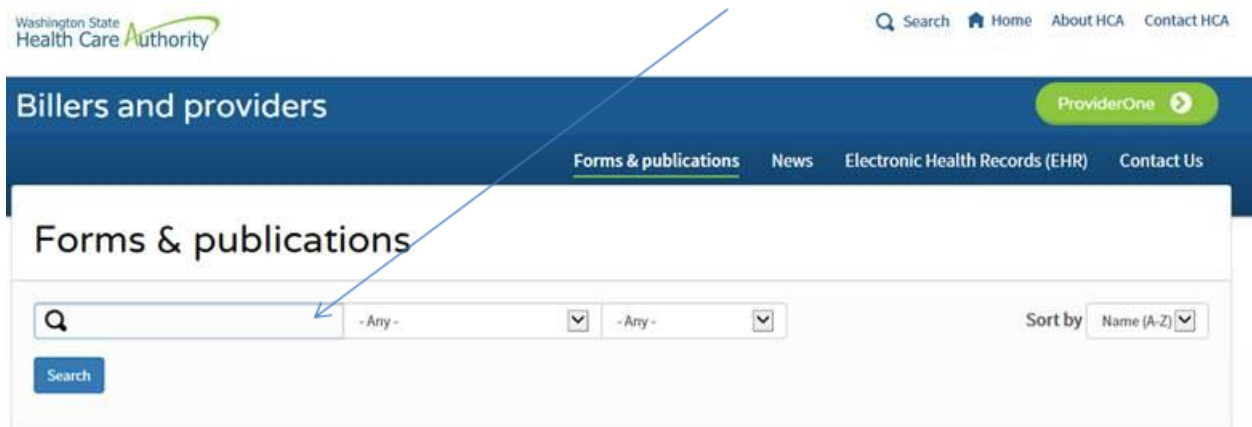 Washington State
Health Care Authority
Search Home About HCA Contact HCA
Billers and providers
ProviderOne
Forms & publications News Electronic Health Records (EHR) Contact Us
Forms & publications
- Any - - Any - Sort by Name (A-Z)
Search